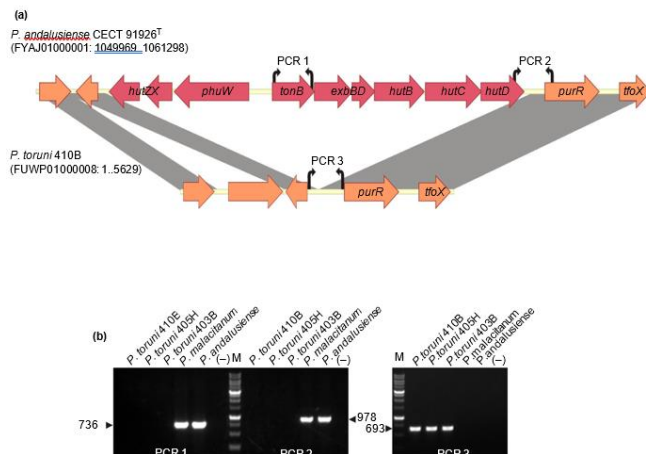 (a)
P. andalusiense CECT 91926T
(FYAJ01000001: 1049969..1061298)
PCR 1
PCR 2
hutZX
phuW
tonB
exbBD
hutB
hutC
hutD
purR
tfoX
P. toruni 410B
(FUWP01000008: 1..5629)
PCR 3
purR
tfoX
(b)
P. toruni 410E
P. toruni 405H
P. toruni 403B
P. malacitanum
P. andalusiense
(–)
M
P. toruni 410B
P. toruni 405H
P. toruni 403B
P. malacitanum
P. andalusiense
(–)
M
P. toruni 410B
P. toruni 405H
P. toruni 403B
P. malacitanum
P. andalusiense
(–)
736
978
693
PCR 1
PCR 2
PCR 3